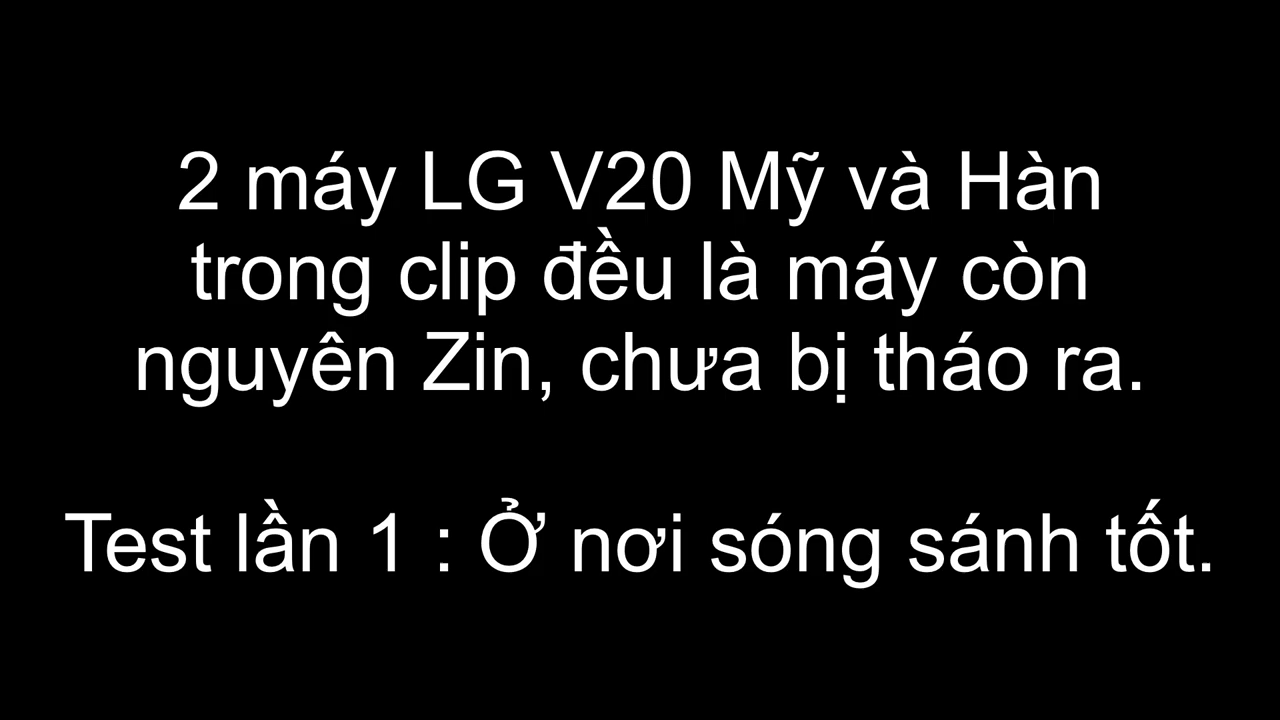 2 máy LG V20 Mỹ và Hàn
trong clip đều là máy còn
nguyên Zin, chưa bị tháo ra.
Test lần 1 : Ở nơi sóng sánh tốt.